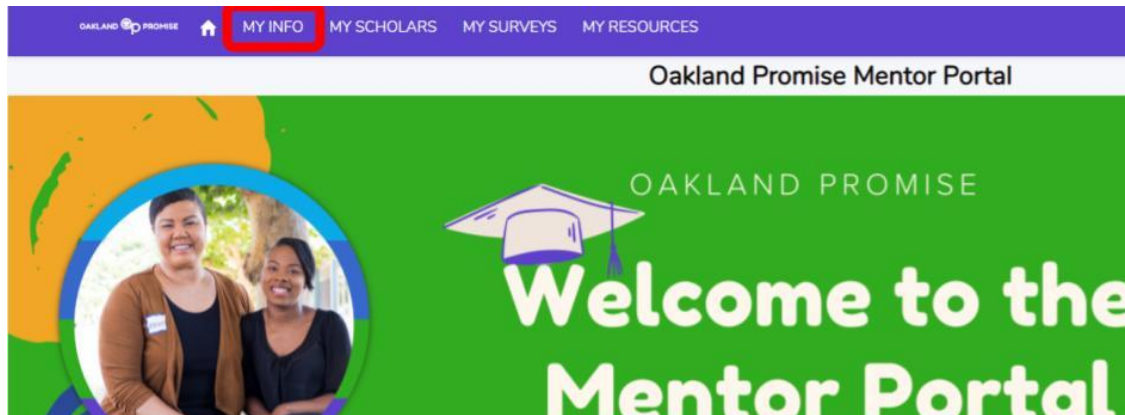 OAKLAND OP PROMISE MY INFO MY SCHOLARS MY SURVEYS MY RESOURCES
Oakland Promise Mentor Portal
OAKLAND PROMISE
Welcome to the
Mentor Portal